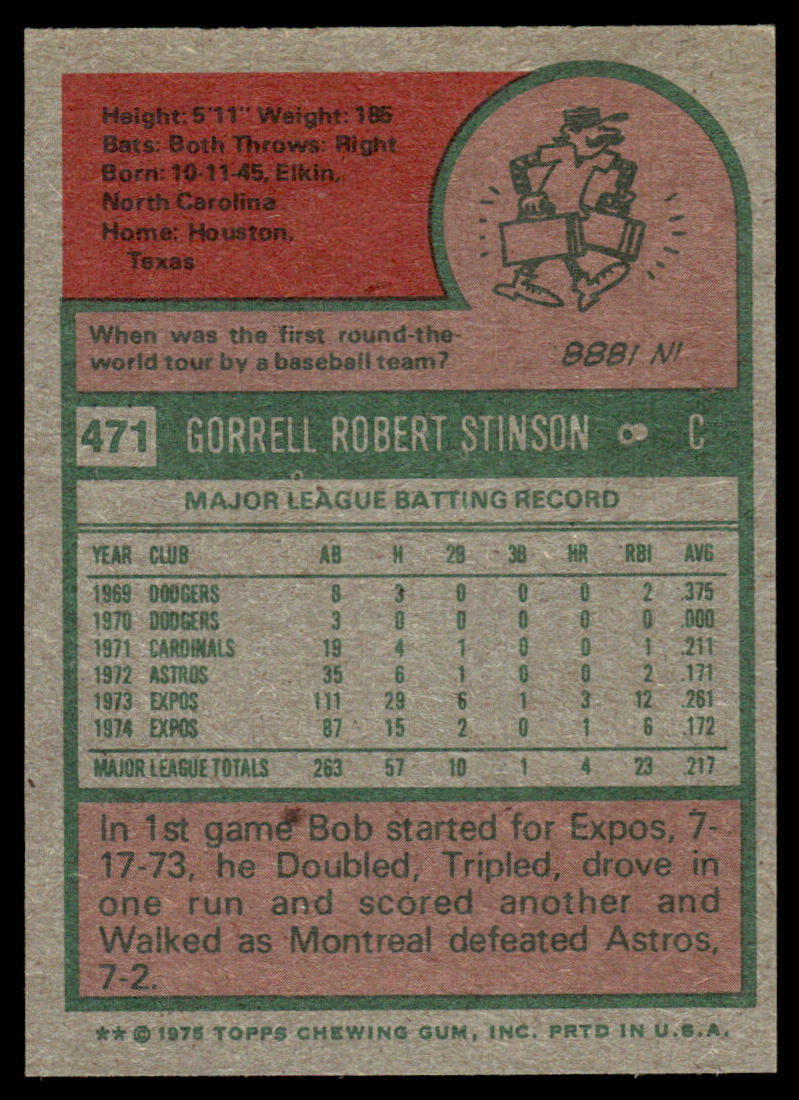 Height: 5'11" Weight: 185
Bats: Both Throws: Right
Born: 10-11-45, Elkin,
North Carolina
Home: Houston,
Texas
When was the first round-the-
world tour by a baseball team?
IN 1888
471 GORRELL ROBERT STINSON C
MAJOR LEAGUE BATTING RECORD
YEAR CLUB AB H 2B 3B HR RBI AVG
1969 DODGERS 8 3 0 0 0 2 .375
1970 DODGERS 3 0 0 0 0 0 .000
1971 CARDINALS 19 4 1 0 0 1 .211
1972 ASTROS 35 6 1 0 0 2 .171
1973 EXPOS 111 29 6 1 3 12 .261
1974 EXPOS 87 15 2 0 1 6 .172
MAJOR LEAGUE TOTALS 263 57 10 1 4 23 .217
In 1st game Bob started for Expos, 7-
17-73, he Doubled, Tripled, drove in
one run and scored another and
Walked as Montreal defeated Astros,
7-2.
** © 1975 TOPPS CHEWING GUM, INC. PRTD IN U.S.A.